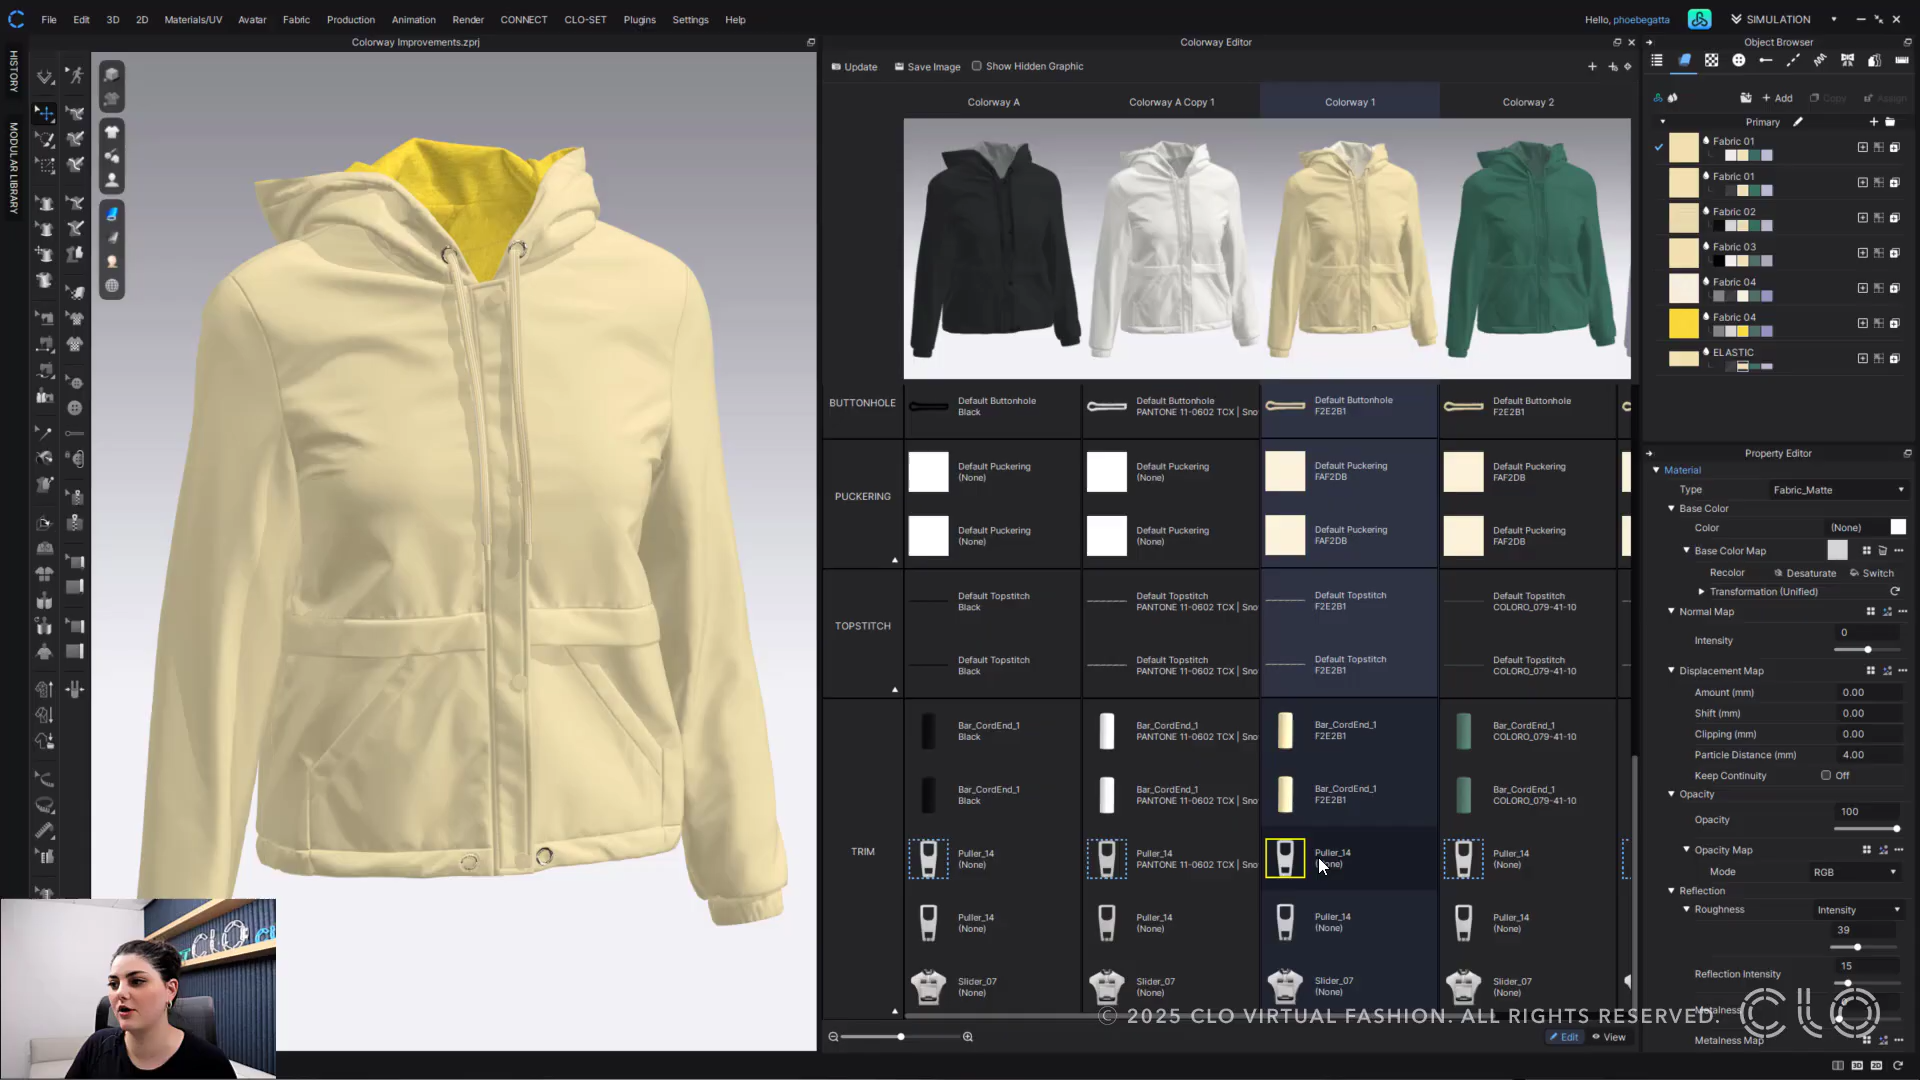 File Edit 3D 2D Materials/UV Avatar Fabric Production Animation Render CONNECT CLO-SET Plugins Settings Help
Hello, phoebegatta
SIMULATION
HISTORY
MODULAR LIBRARY
Colorway Improvements.zprj
Colorway Editor
Update Save Image Show Hidden Graphic
Colorway A Colorway A Copy 1 Colorway 1 Colorway 2
BUTTONHOLE
Default Buttonhole
Black
Default Buttonhole
PANTONE 11-0602 TCX | Sno
Default Buttonhole
F2E2B1
Default Buttonhole
F2E2B1
PUCKERING
Default Puckering
(None)
Default Puckering
(None)
Default Puckering
FAF2DB
Default Puckering
FAF2DB
Default Puckering
(None)
Default Puckering
(None)
Default Puckering
FAF2DB
Default Puckering
FAF2DB
TOPSTITCH
Default Topstitch
Black
Default Topstitch
PANTONE 11-0602 TCX | Sno
Default Topstitch
F2E2B1
Default Topstitch
COLORO_079-41-10
Default Topstitch
Black
Default Topstitch
PANTONE 11-0602 TCX | Sno
Default Topstitch
F2E2B1
Default Topstitch
COLORO_079-41-10
TRIM
Bar_CordEnd_1
Black
Bar_CordEnd_1
PANTONE 11-0602 TCX | Sno
Bar_CordEnd_1
F2E2B1
Bar_CordEnd_1
COLORO_079-41-10
Bar_CordEnd_1
Black
Bar_CordEnd_1
PANTONE 11-0602 TCX | Sno
Bar_CordEnd_1
F2E2B1
Bar_CordEnd_1
COLORO_079-41-10
Puller_14
(None)
Puller_14
PANTONE 11-0602 TCX | Sno
Puller_14
Puller_14
(None)
Puller_14
(None)
Puller_14
(None)
Puller_14
(None)
Puller_14
(None)
Slider_07
(None)
Slider_07
(None)
Slider_07
(None)
Slider_07
(None)
Edit View
Object Browser
Add Copy Assign
Primary
Fabric 01
Fabric 01
Fabric 02
Fabric 03
Fabric 04
Fabric 04
ELASTIC
Property Editor
Material
Type Fabric_Matte
Base Color
Color (None)
Base Color Map
Recolor Desaturate Switch
Transformation (Unified)
Normal Map
Intensity 0
Displacement Map
Amount (mm) 0.00
Shift (mm) 0.00
Clipping (mm) 0.00
Particle Distance (mm) 4.00
Keep Continuity Off
Opacity
Opacity 100
Opacity Map
Mode RGB
Reflection
Roughness Intensity
39
Reflection Intensity 15
Metalness
Metalness Map
3D 2D
© 2025 CLO VIRTUAL FASHION. ALL RIGHTS RESERVED.
CLO
CLO